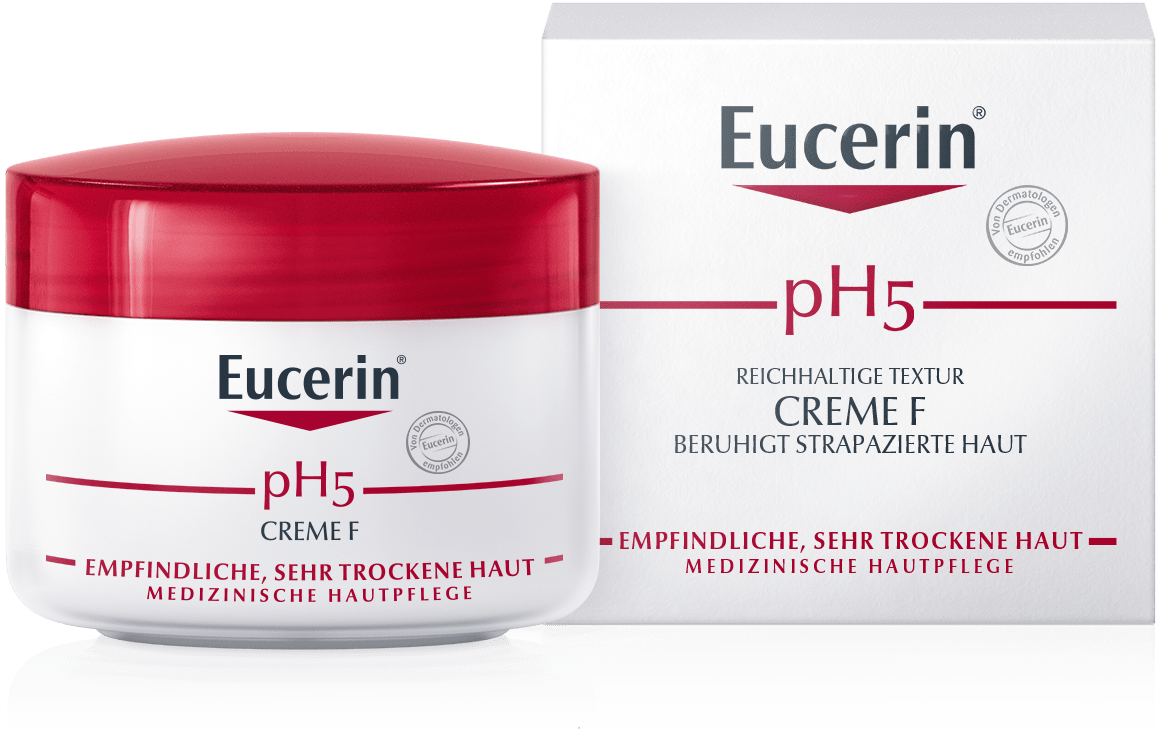 Eucerin®
Von Dermatologen
Eucerin
empfohlen
pH5
CREME F
EMPFINDLICHE, SEHR TROCKENE HAUT
MEDIZINISCHE HAUTPFLEGE
Eucerin®
Von Dermatologen
Eucerin
empfohlen
pH5
REICHHALTIGE TEXTUR
CREME F
BERUHIGT STRAPAZIERTE HAUT
EMPFINDLICHE, SEHR TROCKENE HAUT
MEDIZINISCHE HAUTPFLEGE